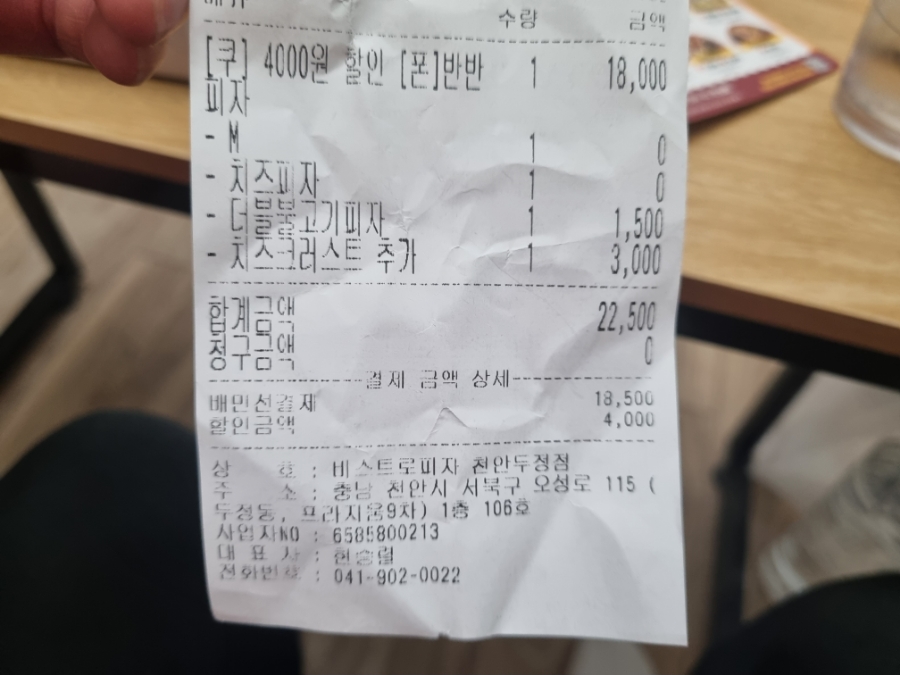 수량 금액
[쿠] 4000원 할인 [폰]반반 1 18,000
피자
- M 1 0
- 치즈피자 1 0
- 더블불고기피자 1 1,500
- 치즈크러스트 추가 1 3,000
합계금액 22,500
청구금액 0
결제 금액 상세
배민선결제 18,500
할인금액 4,000
상 호 : 비스트로피자 천안두정점
주 소 : 충남 천안시 서북구 오성로 115 (
두정동, 프라지움9차) 1층 106호
사업자NO : 6585800213
대 표 자 :
전화번호 : 041-902-0022